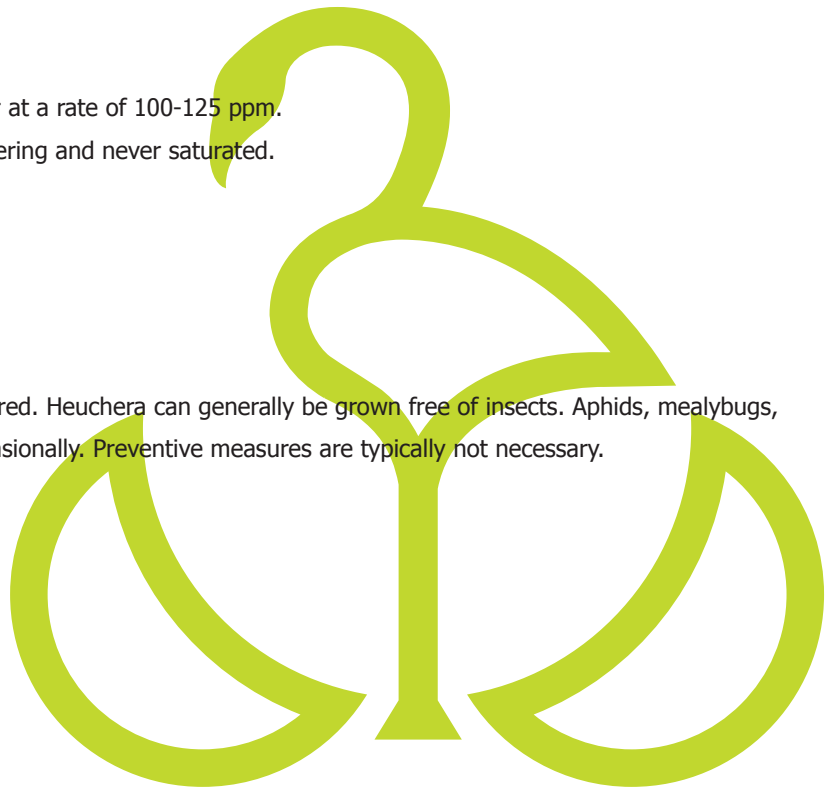 at a rate of 100-125 ppm.
ering and never saturated.
red. Heuchera can generally be grown free of insects. Aphids, mealybugs,
sionally. Preventive measures are typically not necessary.